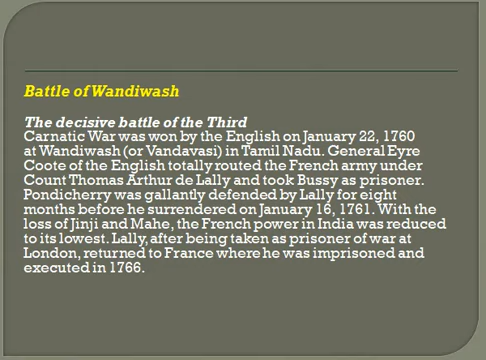 Battle of Wandiwash
The decisive battle of the Third
Carnatic War was won by the English on January 22, 1760
at Wandiwash (or Vandavasi) in Tamil Nadu. General Eyre
Coote of the English totally routed the French army under
Count Thomas Arthur de Lally and took Bussy as prisoner.
Pondicherry was gallantly defended by Lally for eight
months before he surrendered on January 16, 1761. With the
loss of Jinji and Mahe, the French power in India was reduced
to its lowest. Lally, after being taken as prisoner of war at
London, returned to France where he was imprisoned and
executed in 1766.